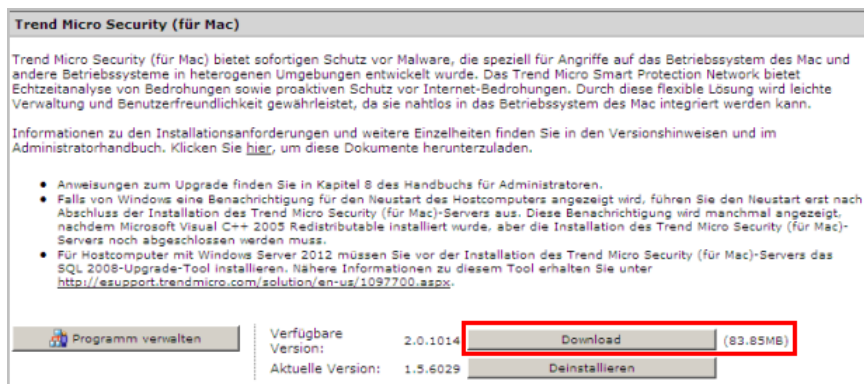 Trend Micro Security (für Mac)
Trend Micro Security (für Mac) bietet sofortigen Schutz vor Malware, die speziell für Angriffe auf das Betriebssystem des Mac und
andere Betriebssysteme in heterogenen Umgebungen entwickelt wurde. Das Trend Micro Smart Protection Network bietet
Echtzeitanalyse von Bedrohungen sowie proaktiven Schutz vor Internet-Bedrohungen. Durch diese flexible Lösung wird leichte
Verwaltung und Benutzerfreundlichkeit gewährleistet, da sie nahtlos in das Betriebssystem des Mac integriert werden kann.
Informationen zu den Installationsanforderungen und weitere Einzelheiten finden Sie in den Versionshinweisen und im
Administratorhandbuch. Klicken Sie hier, um diese Dokumente herunterzuladen.
• Anweisungen zum Upgrade finden Sie in Kapitel 8 des Handbuchs für Administratoren.
• Falls von Windows eine Benachrichtigung für den Neustart des Hostcomputers angezeigt wird, führen Sie den Neustart erst nach
Abschluss der Installation des Trend Micro Security (für Mac)-Servers aus. Diese Benachrichtigung wird manchmal angezeigt,
nachdem Microsoft Visual C++ 2005 Redistributable installiert wurde, aber die Installation des Trend Micro Security (für Mac)-
Servers noch abgeschlossen werden muss.
• Für Hostcomputer mit Windows Server 2012 müssen Sie vor der Installation des Trend Micro Security (für Mac)-Servers das
SQL 2008-Upgrade-Tool installieren. Nähere Informationen zu diesem Tool erhalten Sie unter
http://esupport.trendmicro.com/solution/en-us/1097700.aspx.
Programm verwalten
Verfügbare
Version:
2.0.1014 Download (83.85MB)
Aktuelle Version: 1.5.6029 Deinstallieren